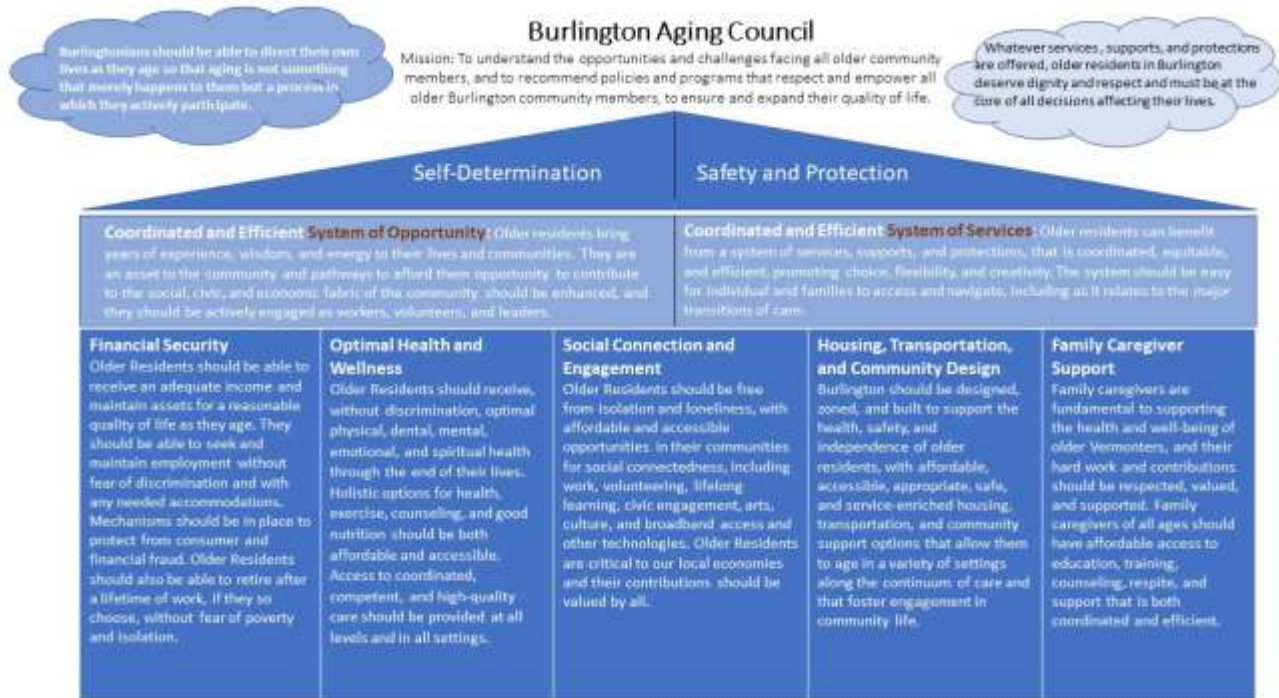 Burlington Aging Council
Mission: To understand the opportunities and challenges facing all older community
members, and to recommend policies and programs that respect and empower all
older Burlington community members, to ensure and expand their quality of life.
Burlingtonians should be able to direct their own
lives as they age so that aging is not something
that merely happens to them but a process in
which they actively participate.
Whatever services, supports, and protections
are offered, older residents in Burlington
deserve dignity and respect and must be at the
core of all decisions affecting their lives.
Self-Determination
Safety and Protection
Coordinated and Efficient System of Opportunity: Older residents bring
years of experience, wisdom, and energy to their lives and communities. They are
an asset to the community and pathways to afford them opportunity to contribute
to the social, civic, and economic fabric of the community should be enhanced, and
they should be actively engaged as workers, volunteers, and leaders.
Coordinated and Efficient System of Services: Older residents can benefit
from a system of services, supports, and protections, that is coordinated, equitable,
and efficient, promoting choice, flexibility, and creativity. The system should be easy
for individual and families to access and navigate, including as it relates to the major
transitions of care.
Financial Security
Older Residents should be able to
receive an adequate income and
maintain assets for a reasonable
quality of life as they age. They
should be able to seek and
maintain employment without
fear of discrimination and with
any needed accommodations.
Mechanisms should be in place to
protect from consumer and
financial fraud. Older Residents
should also be able to retire after
a lifetime of work, if they so
choose, without fear of poverty
and isolation.
Optimal Health and
Wellness
Older Residents should receive,
without discrimination, optimal
physical, dental, mental,
emotional, and spiritual health
through the end of their lives.
Holistic options for health,
exercise, counseling, and good
nutrition should be both
affordable and accessible.
Access to coordinated,
competent, and high-quality
care should be provided at all
levels and in all settings.
Social Connection and
Engagement
Older Residents should be free
from isolation and loneliness, with
affordable and accessible
opportunities in their communities
for social connectedness, including
work, volunteering, lifelong
learning, civic engagement, arts,
culture, and broadband access and
other technologies. Older Residents
are critical to our local economies
and their contributions should be
valued by all.
Housing, Transportation,
and Community Design
Burlington should be designed,
zoned, and built to support the
health, safety, and
independence of older
residents, with affordable,
accessible, appropriate, safe,
and service-enriched housing,
transportation, and community
support options that allow them
to age in a variety of settings
along the continuum of care and
that foster engagement in
community life.
Family Caregiver
Support
Family caregivers are
fundamental to supporting
the health and well-being of
older Vermonters, and their
hard work and contributions
should be respected, valued,
and supported. Family
caregivers of all ages should
have affordable access to
education, training,
counseling, respite, and
support that is both
coordinated and efficient.